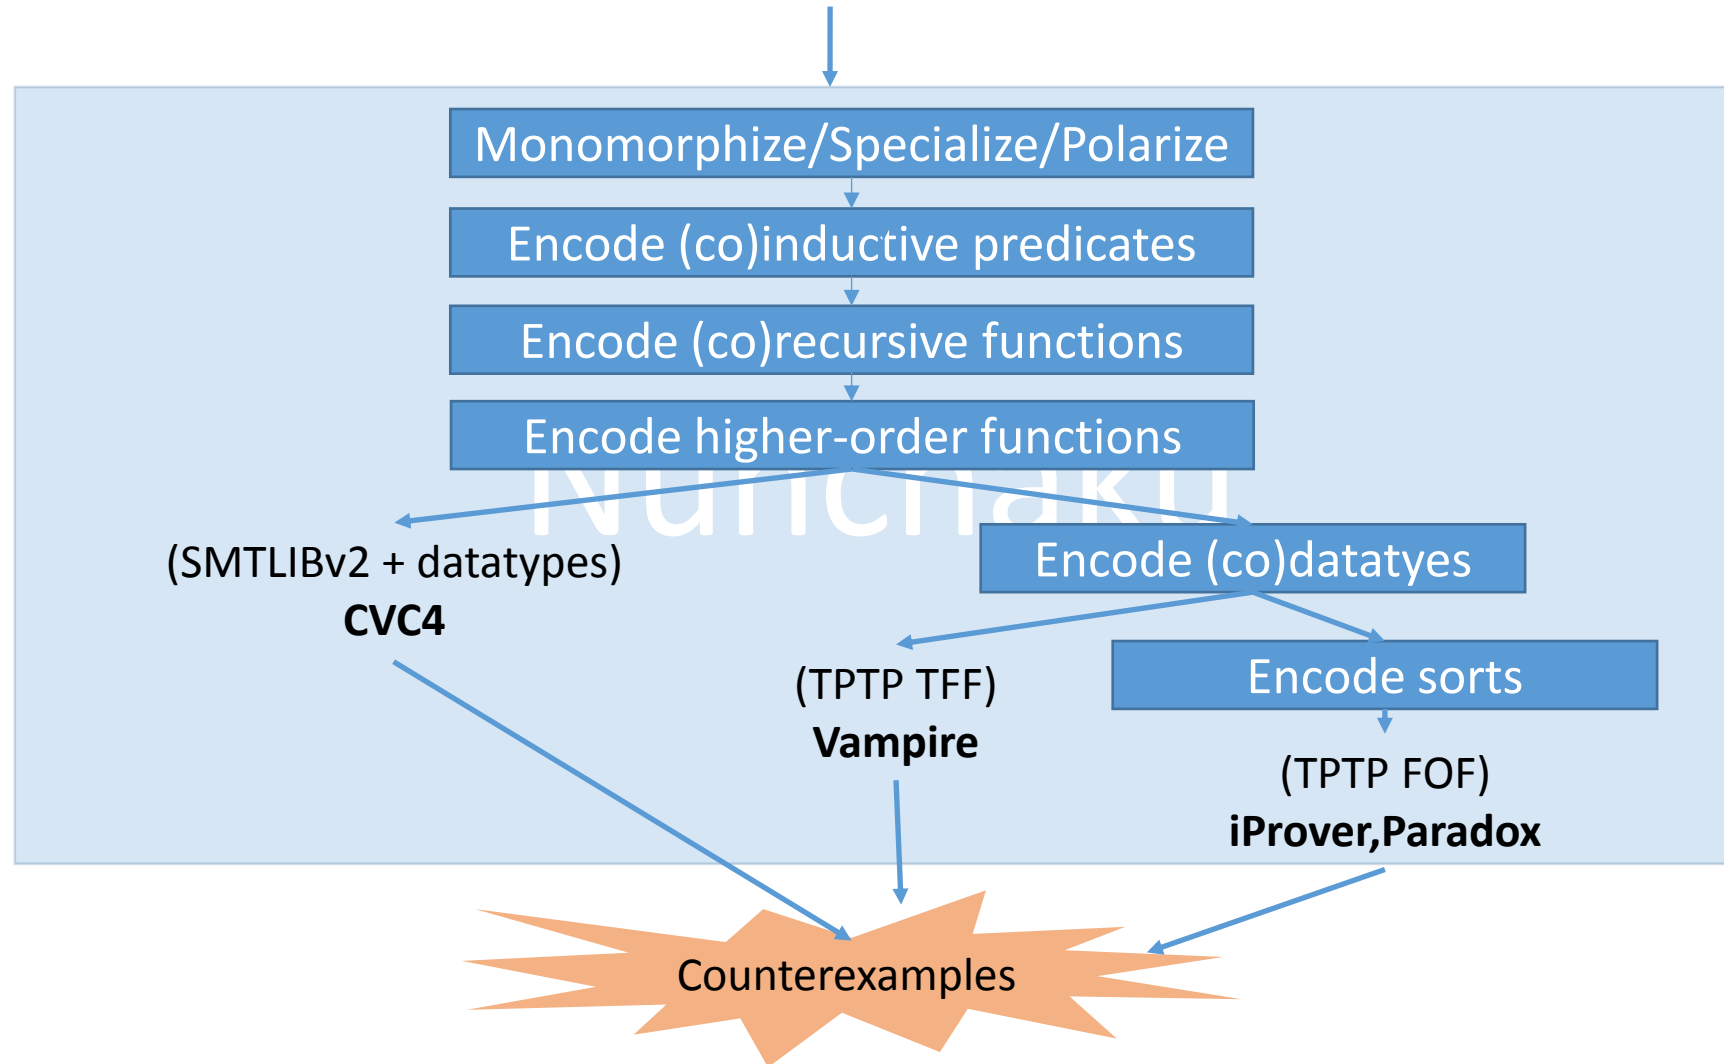 Monomorphize/Specialize/Polarize
Encode (co)inductive predicates
Encode (co)recursive functions
Encode higher-order functions
Nunchaku
(SMTLIBv2 + datatypes)
CVC4
Encode (co)datatyes
(TPTP TFF)
Vampire
Encode sorts
(TPTP FOF)
iProver,Paradox
Counterexamples